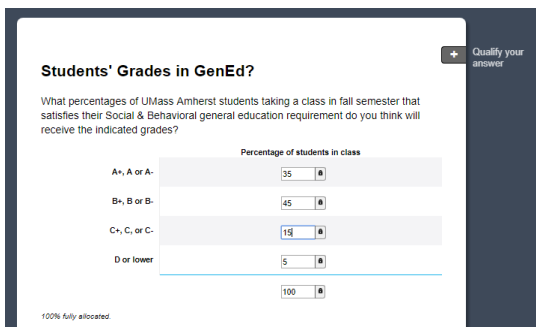 + Qualify your
answer
Students' Grades in GenEd?
What percentages of UMass Amherst students taking a class in fall semester that
satisfies their Social & Behavioral general education requirement do you think will
receive the indicated grades?
Percentage of students in class
A+, A or A- 35
B+, B or B- 45
C+, C, or C- 15
D or lower 5
100
100% fully allocated.